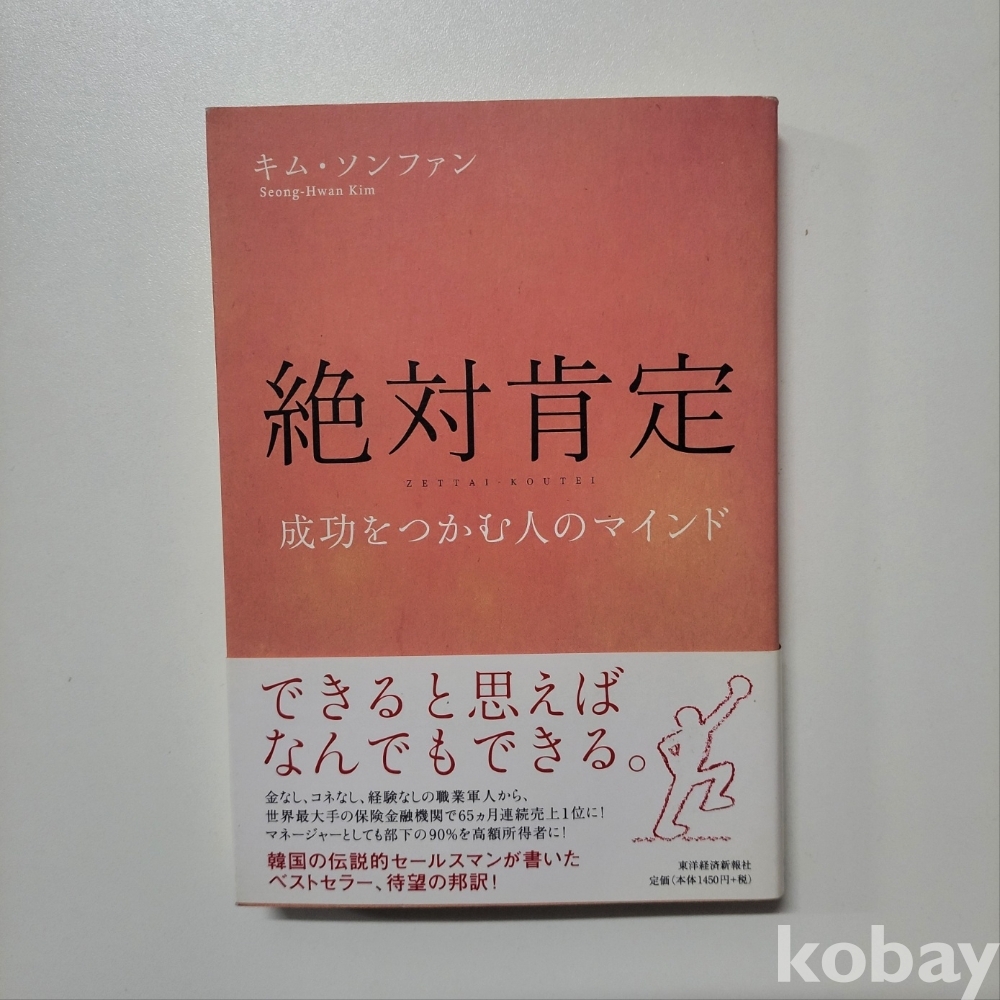 キム・ソンファン
Seong-Hwan Kim
絶対肯定
ZETTAI-KOUTEI
成功をつかむ人のマインド
できると思えば
なんでもできる。
金なし、コネなし、経験なしの職業軍人から、
世界最大手の保険金融機関で65ヵ月連続売上1位に!
マネージャーとしても部下の90%を高額所得者に!
韓国の伝説的セールスマンが書いた
ベストセラー、待望の邦訳!
東洋経済新報社
定価(本体1450円+税)
kobay